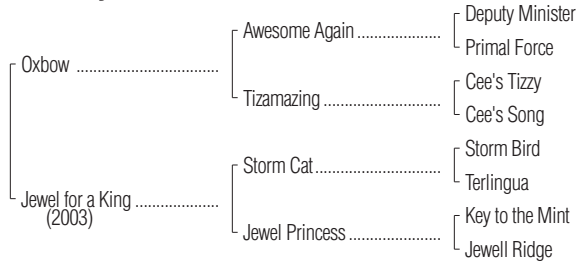 Deputy Minister
Awesome Again ....................
Primal Force
Oxbow ..................................
Cee's Tizzy
Tizamazing ............................
Cee's Song
Storm Bird
Storm Cat..............................
Terlingua
Jewel for a King ....................
(2003)
Key to the Mint
Jewel Princess ......................
Jewell Ridge